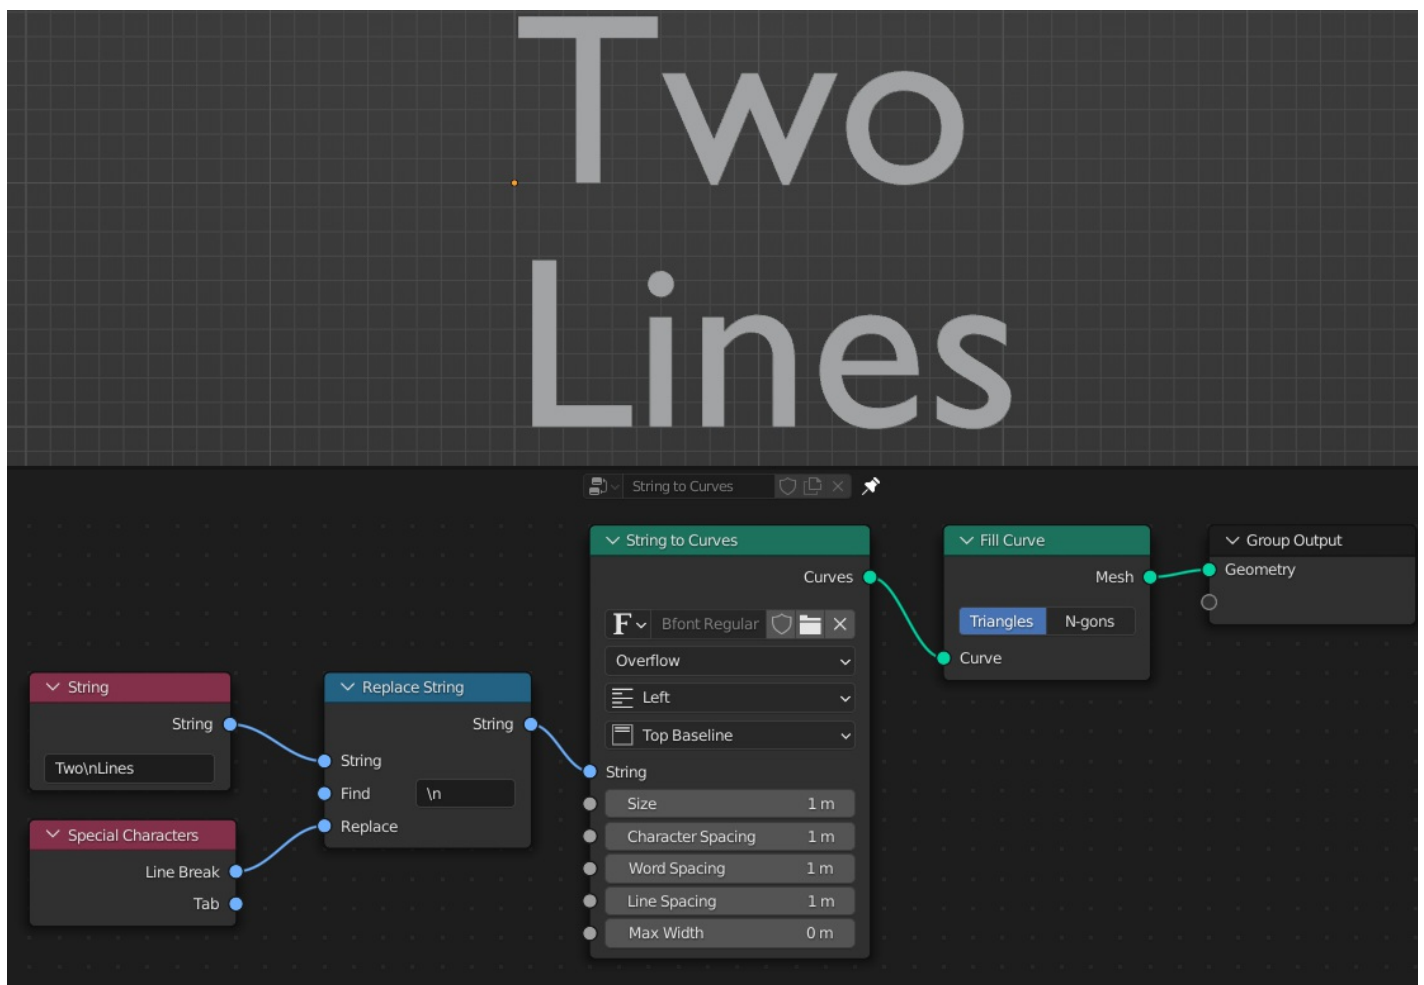 Two
Lines
String to Curves
String
String
Two\nLines
Special Characters
Line Break
Tab
Replace String
String
String
Find \n
Replace
String to Curves
Curves
F Bfont Regular
Overflow
Left
Top Baseline
String
Size 1 m
Character Spacing 1 m
Word Spacing 1 m
Line Spacing 1 m
Max Width 0 m
Fill Curve
Mesh
Triangles N-gons
Curve
Group Output
Geometry